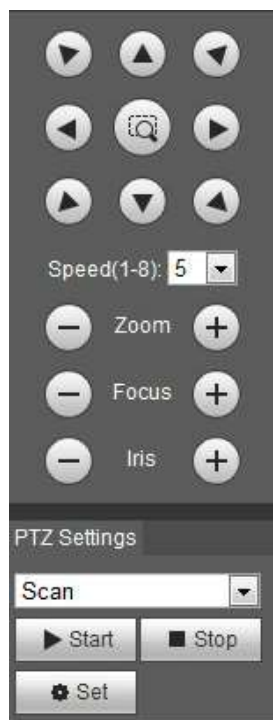 Speed(1-8): 5
Zoom
Focus
Iris
PTZ Settings
Scan
Start Stop
Set